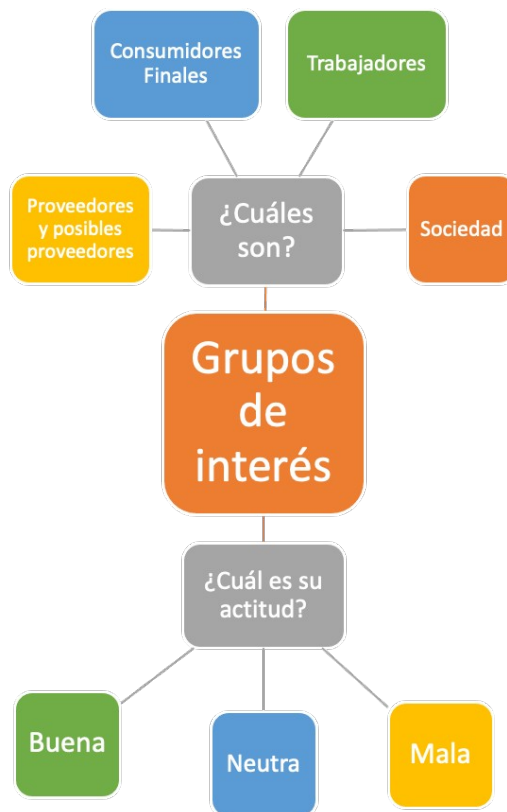 Consumidores
Finales
Trabajadores
Proveedores
y posibles
proveedores
¿Cuáles
son?
Sociedad
Grupos
de
interés
¿Cuál es su
actitud?
Buena
Neutra
Mala